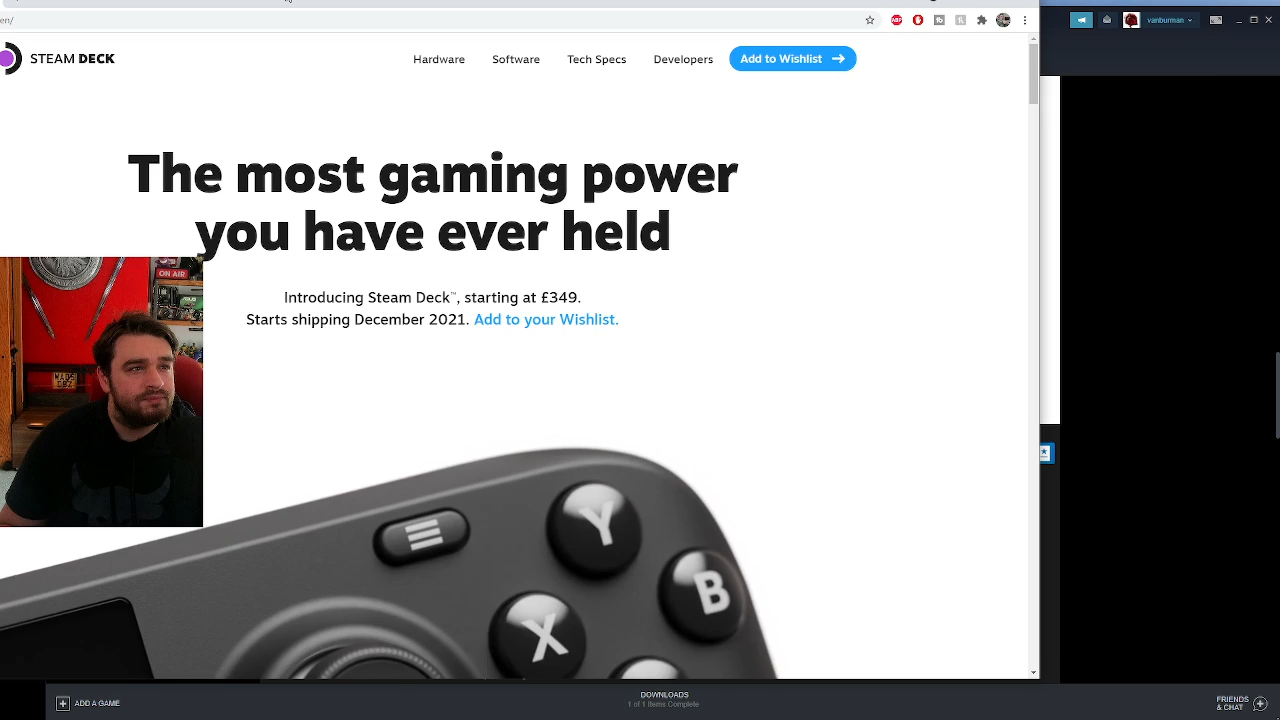 en/
ABP
vanburman
STEAM DECK
Hardware
Software
Tech Specs
Developers
Add to Wishlist →
The most gaming power
you have ever held
Introducing Steam Deck™, starting at £349.
Starts shipping December 2021. Add to your Wishlist.
ON AIR
Y
B
X
ADD A GAME
DOWNLOADS
1 of 1 Items Complete
FRIENDS
& CHAT